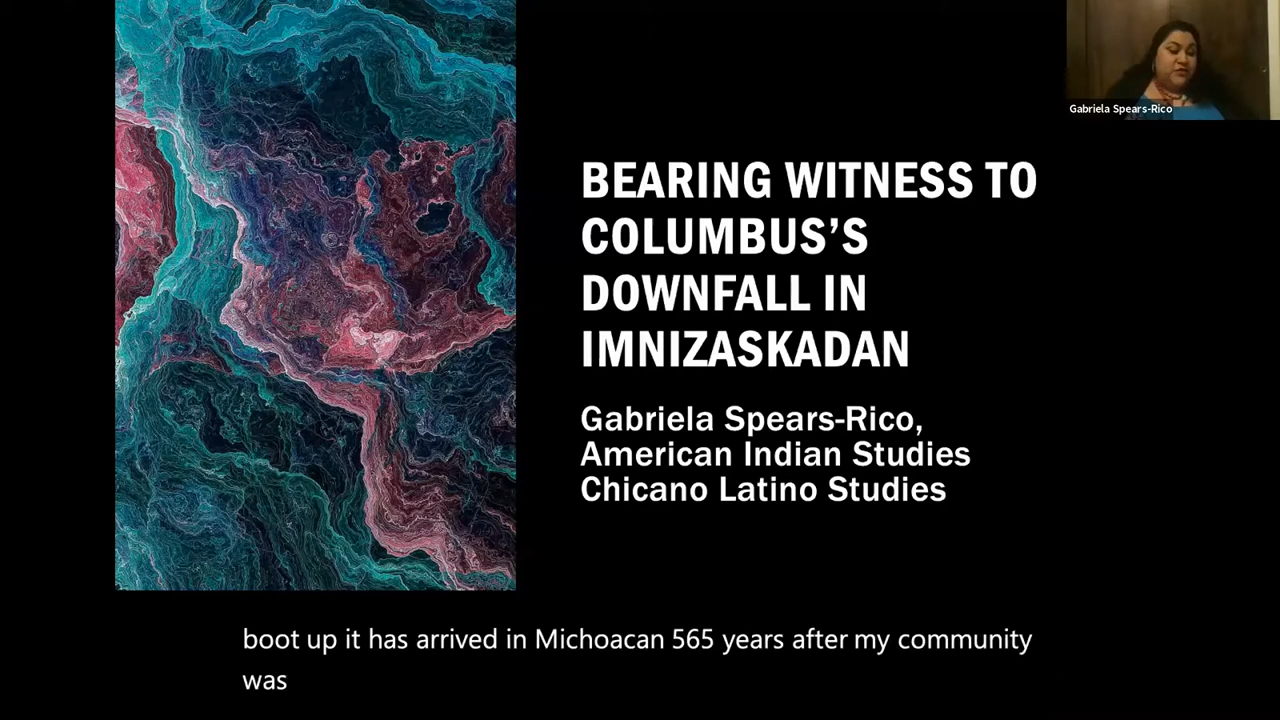 Gabriela Spears-Rico
BEARING WITNESS TO
COLUMBUS’S
DOWNFALL IN
IMNIZASKADAN
Gabriela Spears-Rico,
American Indian Studies
Chicano Latino Studies
boot up it has arrived in Michoacan 565 years after my community
was